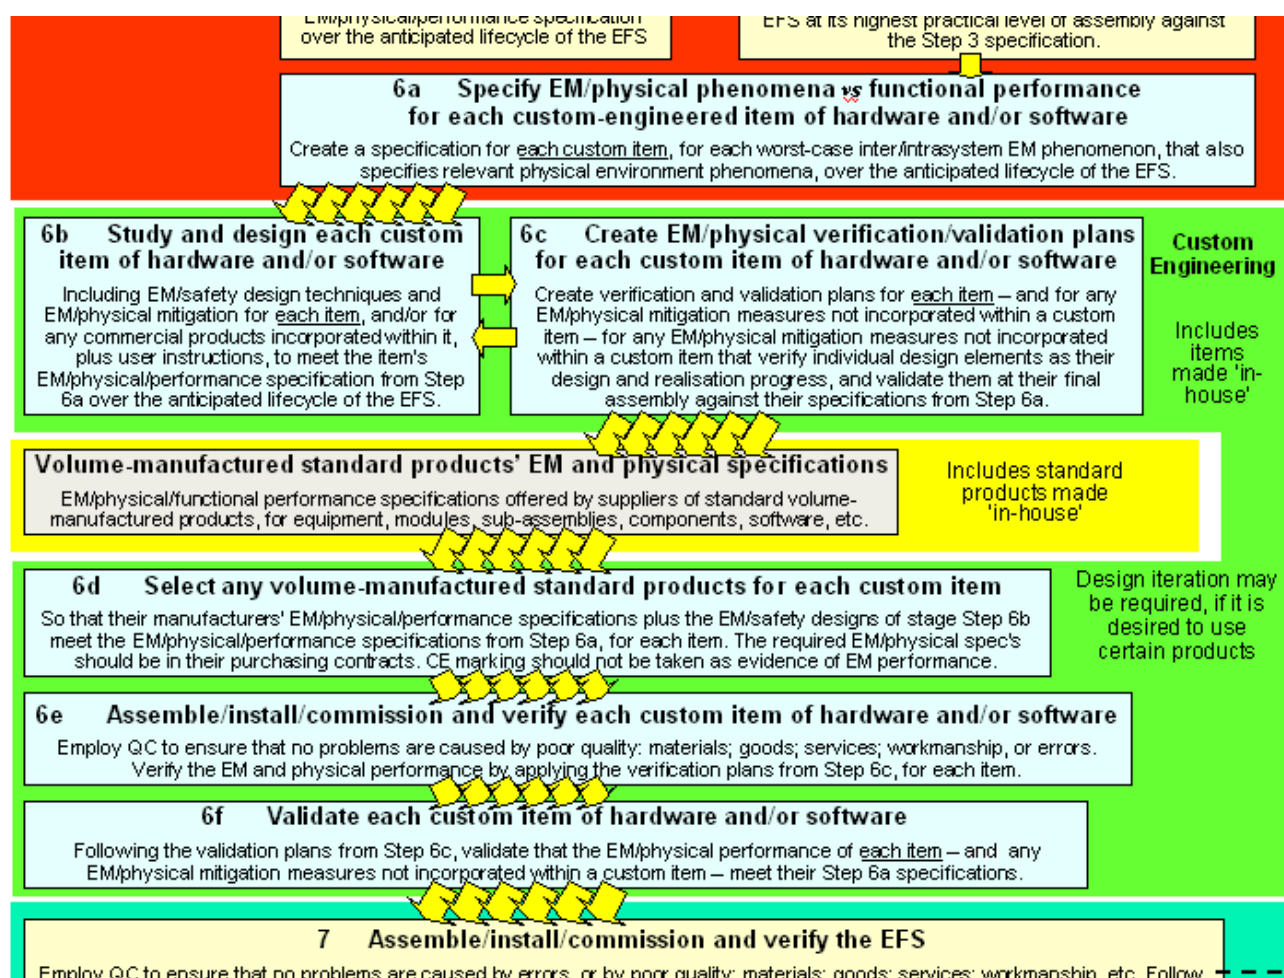 EM/physical/performance specification
over the anticipated lifecycle of the EFS
EFS at its highest practical level of assembly against
the Step 3 specification.
6a Specify EM/physical phenomena vs functional performance
for each custom-engineered item of hardware and/or software
Create a specification for each custom item, for each worst-case inter/intrasystem EM phenomenon, that also
specifies relevant physical environment phenomena, over the anticipated lifecycle of the EFS.
6b Study and design each custom
item of hardware and/or software
Including EM/safety design techniques and
EM/physical mitigation for each item, and/or for
any commercial products incorporated within it,
plus user instructions, to meet the item's
EM/physical/performance specification from Step
6a over the anticipated lifecycle of the EFS.
6c Create EM/physical verification/validation plans
for each custom item of hardware and/or software
Create verification and validation plans for each item – and for any
EM/physical mitigation measures not incorporated within a custom
item – for any EM/physical mitigation measures not incorporated
within a custom item that verify individual design elements as their
design and realisation progress, and validate them at their final
assembly against their specifications from Step 6a.
Custom
Engineering
Includes
items
made 'in-
house'
Volume-manufactured standard products' EM and physical specifications
EM/physical/functional performance specifications offered by suppliers of standard volume-
manufactured products, for equipment, modules, sub-assemblies, components, software, etc.
Includes standard
products made
'in-house'
6d Select any volume-manufactured standard products for each custom item
So that their manufacturers' EM/physical/performance specifications plus the EM/safety designs of stage Step 6b
meet the EM/physical/performance specifications from Step 6a, for each item. The required EM/physical spec's
should be in their purchasing contracts. CE marking should not be taken as evidence of EM performance.
Design iteration may
be required, if it is
desired to use
certain products
6e Assemble/install/commission and verify each custom item of hardware and/or software
Employ QC to ensure that no problems are caused by poor quality: materials; goods; services; workmanship, or errors.
Verify the EM and physical performance by applying the verification plans from Step 6c, for each item.
6f Validate each custom item of hardware and/or software
Following the validation plans from Step 6c, validate that the EM/physical performance of each item – and any
EM/physical mitigation measures not incorporated within a custom item – meet their Step 6a specifications.
7 Assemble/install/commission and verify the EFS
Employ QC to ensure that no problems are caused by errors, or by poor quality: materials; goods; services; workmanship, etc. Follow